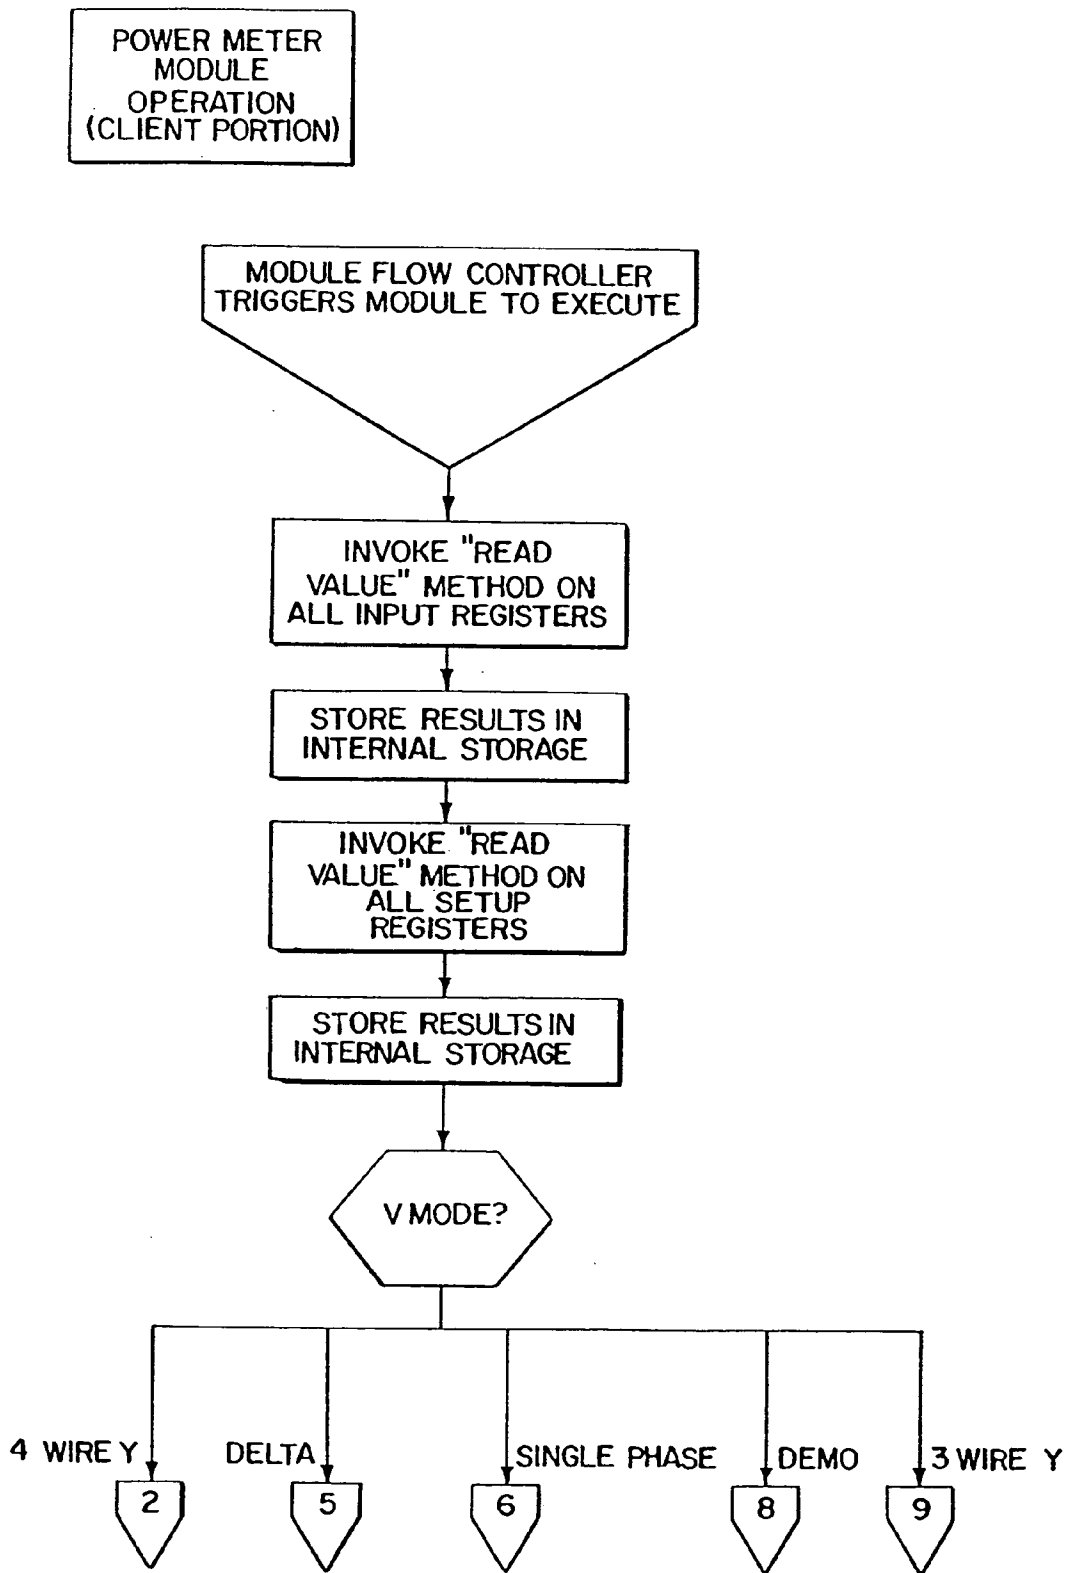 POWER METER
MODULE
OPERATION
(CLIENT PORTION)
MODULE FLOW CONTROLLER
TRIGGERS MODULE TO EXECUTE
INVOKE "READ
VALUE" METHOD ON
ALL INPUT REGISTERS
STORE RESULTS IN
INTERNAL STORAGE
INVOKE "READ
VALUE" METHOD ON
ALL SETUP
REGISTERS
STORE RESULTS IN
INTERNAL STORAGE
V MODE?
4 WIRE Y
DELTA
SINGLE PHASE
DEMO
3 WIRE Y
2
5
6
8
9